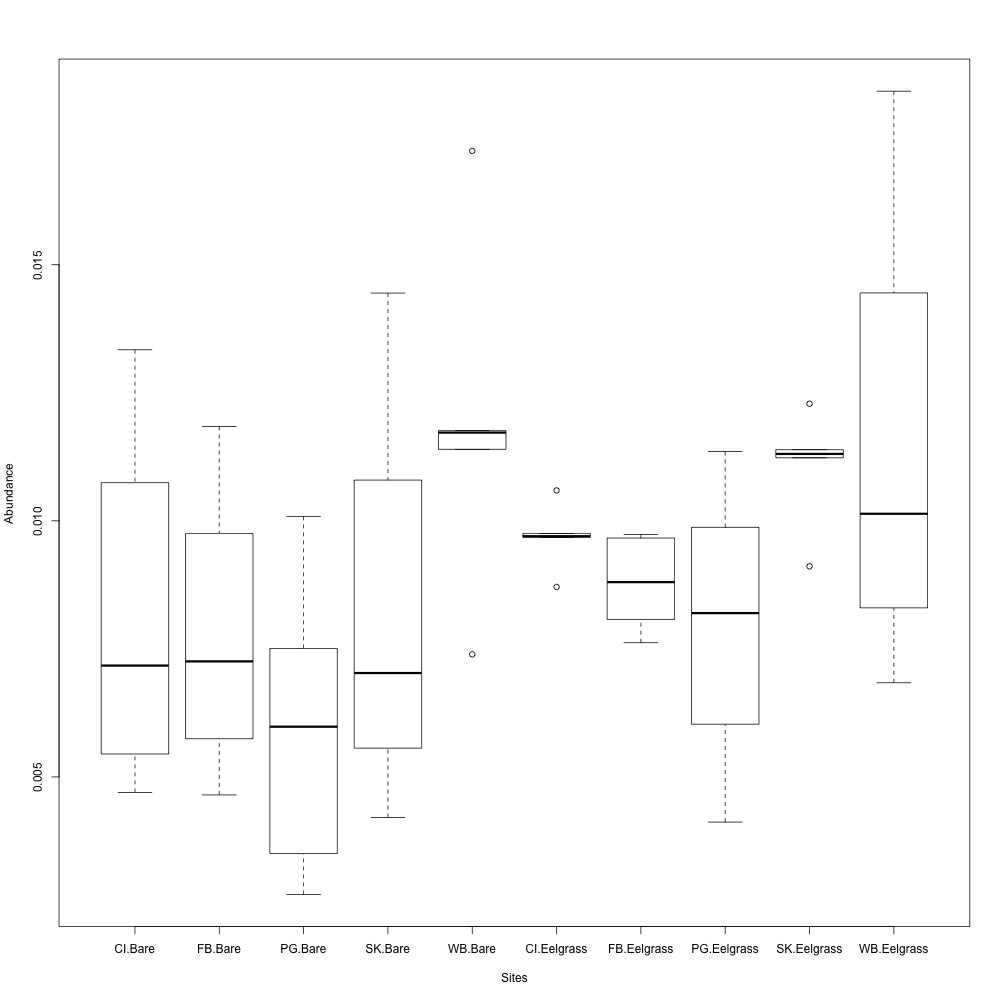 Abundance
0.015
0.010
0.005
CI.Bare FB.Bare PG.Bare SK.Bare WB.Bare CI.Eelgrass FB.Eelgrass PG.Eelgrass SK.Eelgrass WB.Eelgrass
Sites